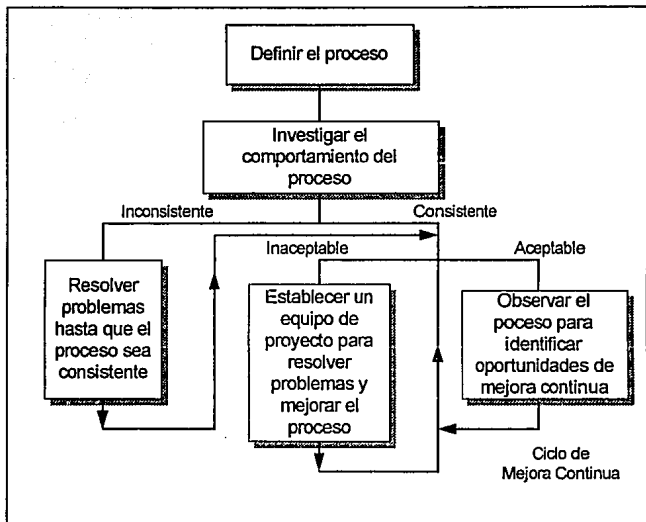 Definir el proceso
Investigar el
comportamiento del
proceso
Inconsistente
Consistente
Inaceptable
Aceptable
Resolver
problemas
hasta que el
proceso sea
consistente
Establecer un
equipo de
proyecto para
resolver
problemas y
mejorar el
proceso
Observar el
poceso para
identificar
oportunidades de
mejora continua
Ciclo de
Mejora Continua